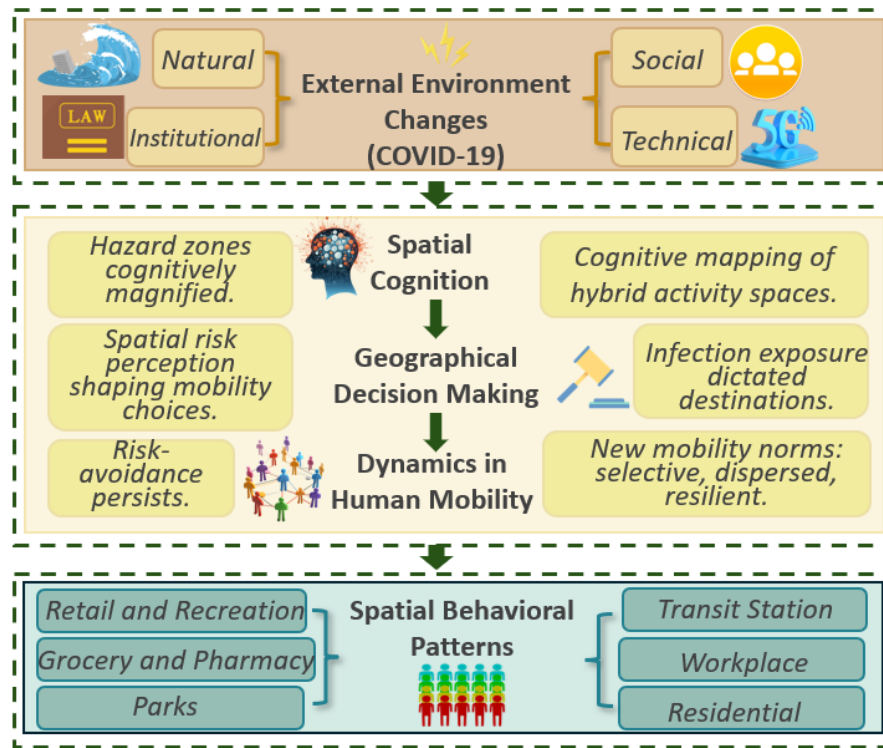 Natural
LAW
Institutional
External Environment
Changes
(COVID-19)
Social
Technical
5G
Hazard zones
cognitively
magnified.
Spatial
Cognition
Cognitive mapping of
hybrid activity spaces.
Spatial risk
perception
shaping mobility
choices.
Geographical
Decision Making
Infection exposure
dictated
destinations.
Risk-
avoidance
persists.
Dynamics in
Human Mobility
New mobility norms:
selective, dispersed,
resilient.
Retail and Recreation
Grocery and Pharmacy
Parks
Spatial Behavioral
Patterns
Transit Station
Workplace
Residential